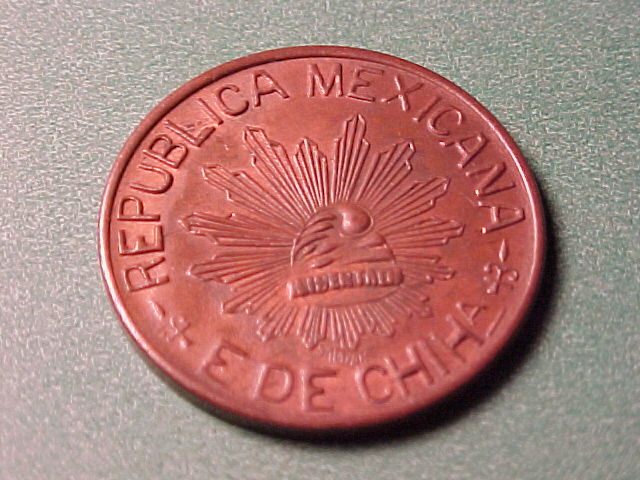 REPUBLICA MEXICANA
LIBERTAD
E DE CHIHA